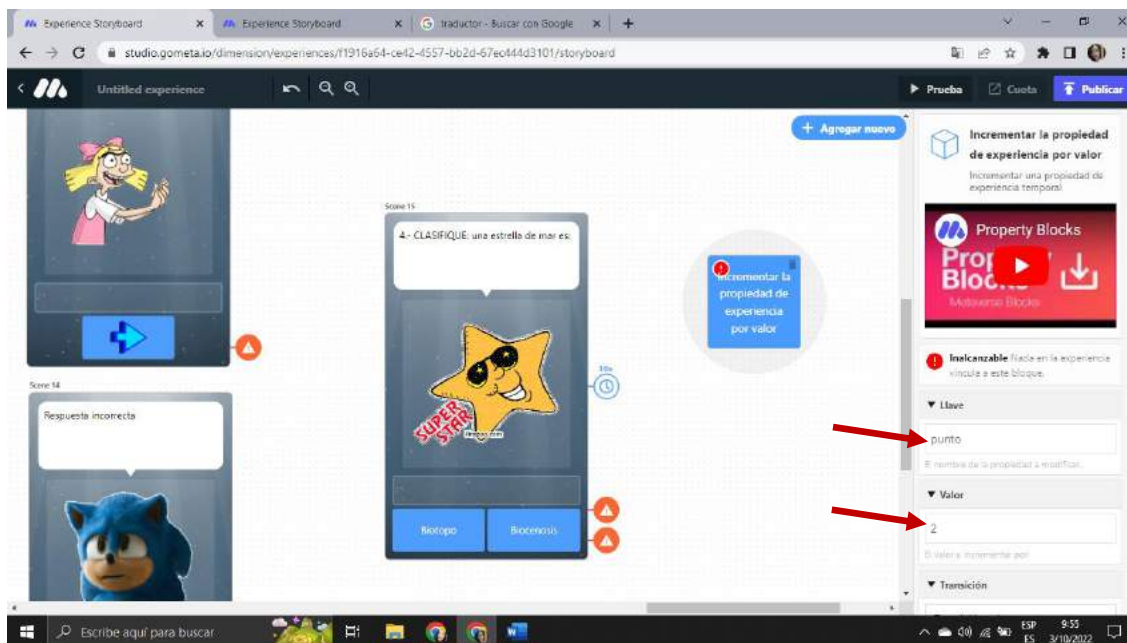 Experience Storyboard
Experience Storyboard
traductor - Buscar con Google
studio.gometa.io/dimension/experiences/f1916a64-ce42-4557-bb2d-67ec444d3101/storyboard
Untitled experience
Prueba
Cuota
Publicar
+ Agregar nuevo
Incrementar la propiedad
de experiencia por valor
Incrementar una propiedad de
experiencia temporal
Property Blocks
Blocks
Metaverse Blocks
Inalcanzable Nada en la experiencia
vincula a este bloque.
Llave
punto
El nombre de la propiedad a modificar.
Valor
2
El valor a incrementar por
Transición
Scene 15
4.- CLASIFIQUE: una estrella de mar es:
SUPER
STAR
30s
Biotopo
Biocenosis
Incrementar la
propiedad de
experiencia
por valor
Scene 14
Respuesta incorrecta
Escribe aquí para buscar
ESP
ES
9:55
3/10/2022